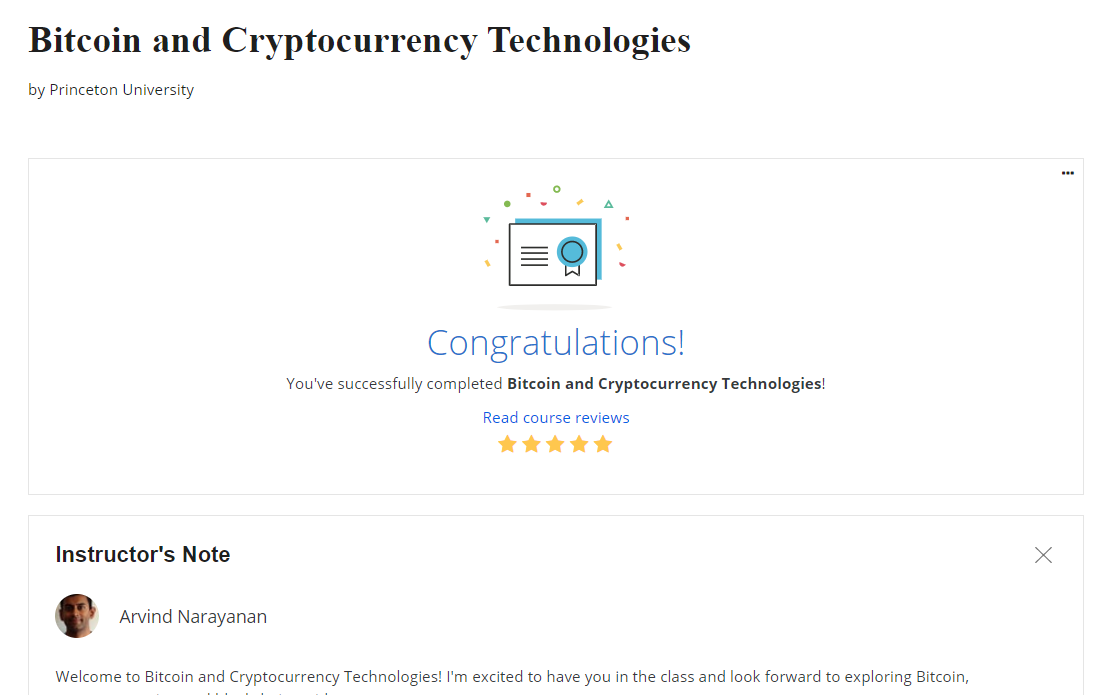 Bitcoin and Cryptocurrency Technologies
by Princeton University
Congratulations!
You've successfully completed Bitcoin and Cryptocurrency Technologies!
Read course reviews
Instructor's Note
Arvind Narayanan
Welcome to Bitcoin and Cryptocurrency Technologies! I'm excited to have you in the class and look forward to exploring Bitcoin,